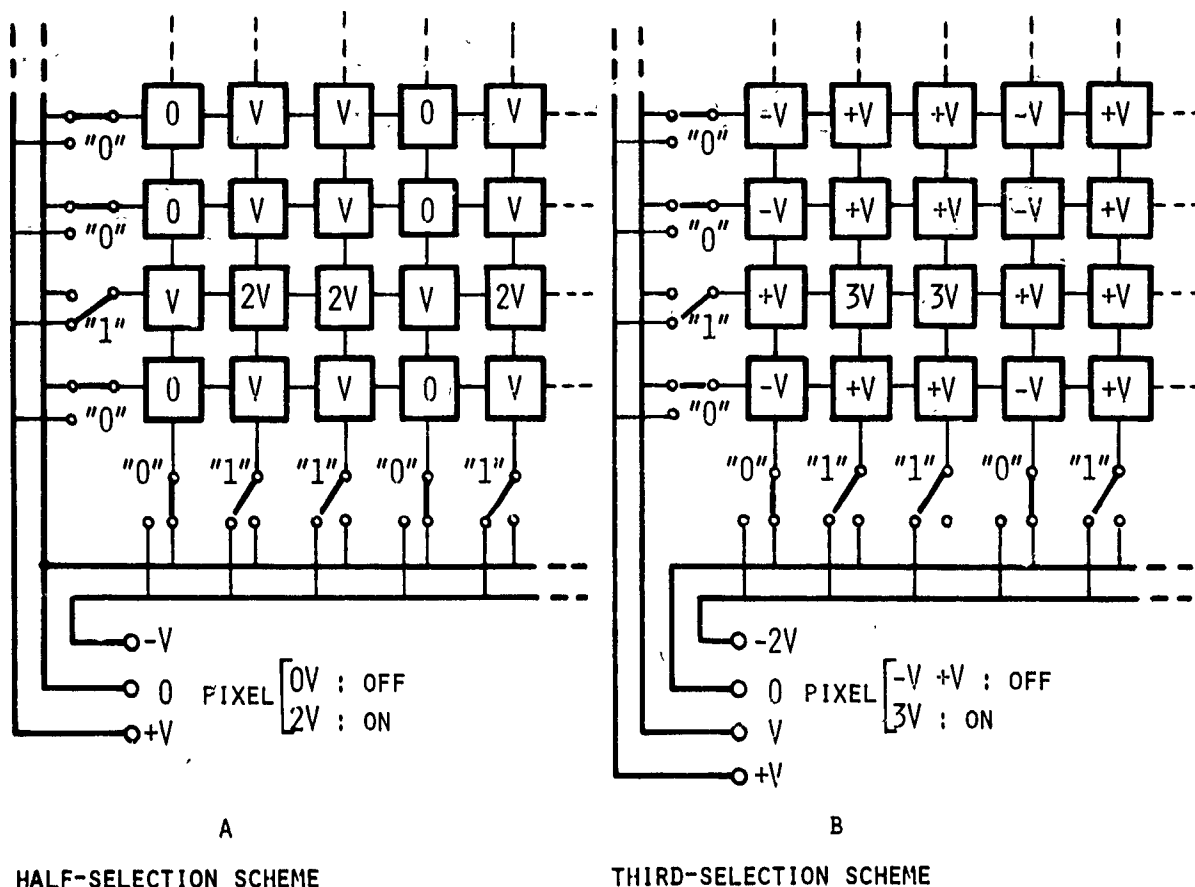 0 V V 0 V
"0"
0 V V 0 V
"0"
V 2V 2V V 2V
"1"
0 V V 0 V
"0"
"0" "1" "1" "0" "1"
-V
0
+V
PIXEL
0V : OFF
2V : ON
A
HALF-SELECTION SCHEME
-V +V +V -V +V
"0"
-V +V +V -V +V
"0"
+V 3V 3V +V +V
"1"
-V +V +V -V +V
"0"
"0" "1" "1" "0" "1"
-2V
0
V
+V
PIXEL
-V +V : OFF
3V : ON
B
THIRD-SELECTION SCHEME